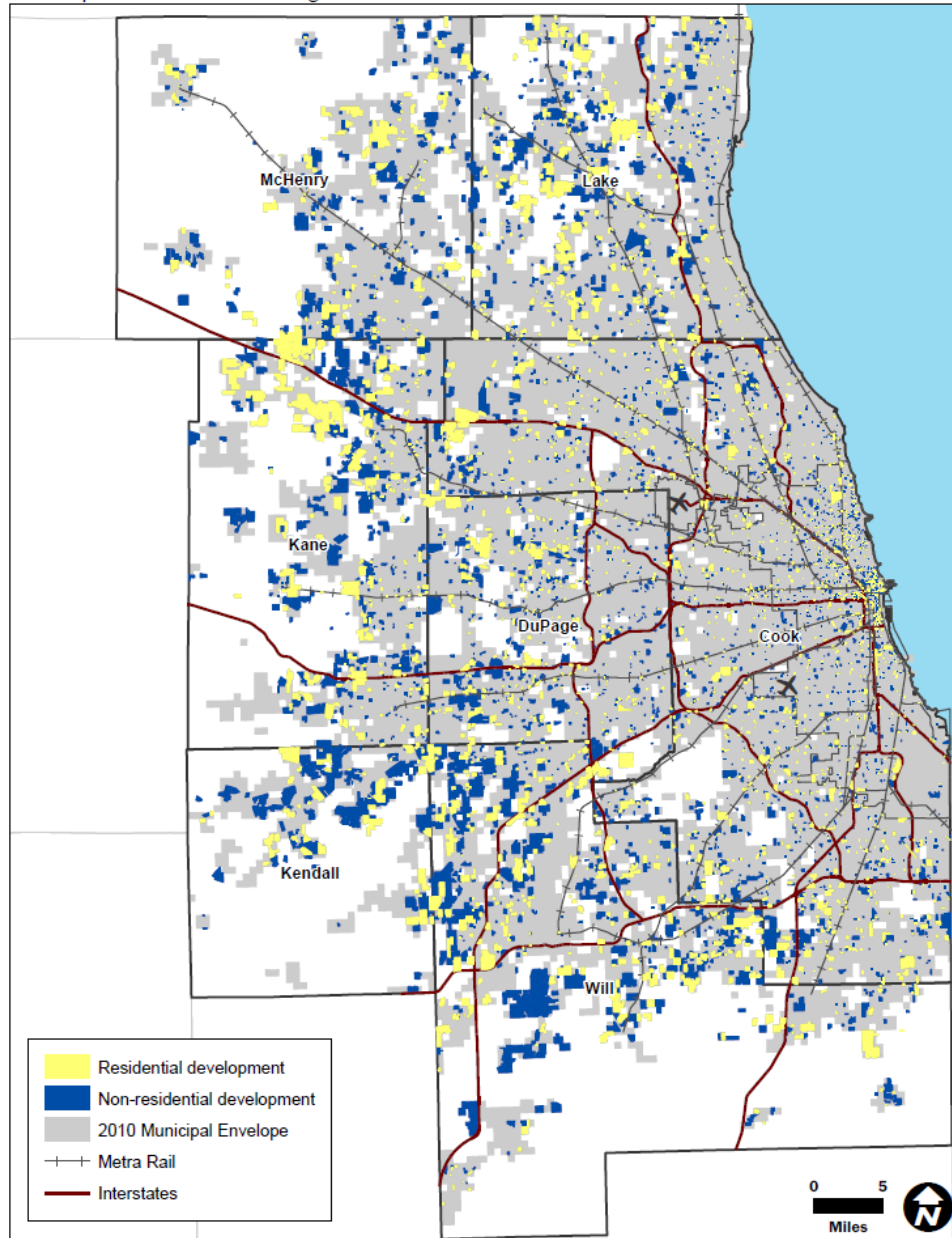 McHenry
Lake
Kane
DuPage
Cook
Kendall
Will
Residential development
Non-residential development
2010 Municipal Envelope
Metra Rail
Interstates
0 5
Miles
N